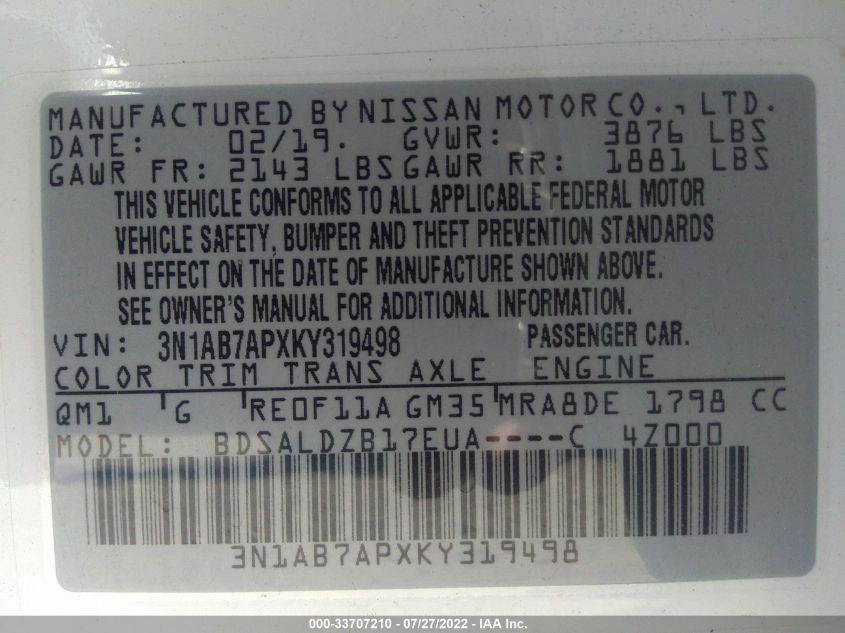 MANUFACTURED BY NISSAN MOTOR CO., LTD.
DATE: 02/19. GVWR: 3876 LBS
GAWR FR: 2143 LBS GAWR RR: 1881 LBS
THIS VEHICLE CONFORMS TO ALL APPLICABLE FEDERAL MOTOR
VEHICLE SAFETY, BUMPER AND THEFT PREVENTION STANDARDS
IN EFFECT ON THE DATE OF MANUFACTURE SHOWN ABOVE.
SEE OWNER'S MANUAL FOR ADDITIONAL INFORMATION.
VIN: 3N1AB7APXKY319498 PASSENGER CAR.
COLOR TRIM TRANS AXLE ENGINE
QM1 G RE0F11A GM35 MRA8DE 1798 CC
MODEL: BDSALDZB17EUA----C 4Z000
3N1AB7APXKY319498
000-33707210 - 07/27/2022 - IAA Inc.